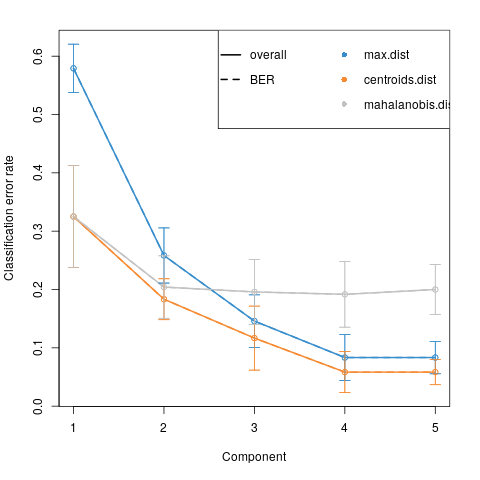 overall
max.dist
BER
centroids.dist
mahalanobis.dis
Classification error rate
0.6
0.5
0.4
0.3
0.2
0.1
0.0
1 2 3 4 5
Component